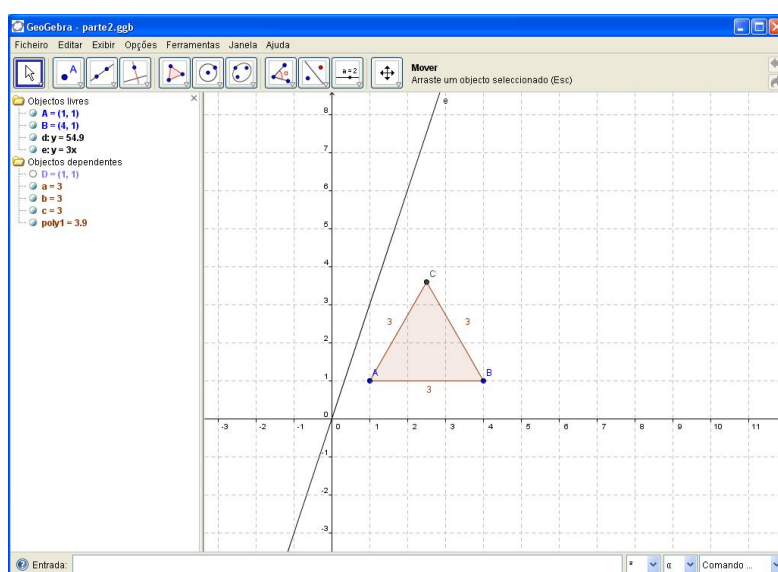 GeoGebra - parte2.ggb
Ficheiro Editar Exibir Opções Ferramentas Janela Ajuda
A
a=2
Mover
Arraste um objecto seleccionado (Esc)
Objectos livres
A = (1, 1)
B = (4, 1)
d: y = 54.9
e: y = 3x
Objectos dependentes
D = (1, 1)
a = 3
b = 3
c = 3
poly1 = 3.9
e
8
7
6
5
4
3
2
1
0
-1
-2
-3
C
3 3
A B
3
-3 -2 -1 0 1 2 3 4 5 6 7 8 9 10 11
Entrada: ² α Comando ...